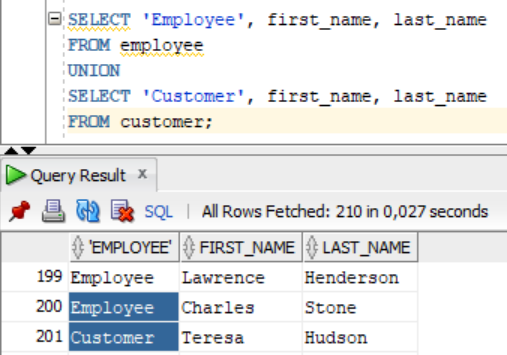 SELECT 'Employee', first_name, last_name
FROM employee
UNION
SELECT 'Customer', first_name, last_name
FROM customer;
Query Result x
SQL | All Rows Fetched: 210 in 0,027 seconds
'EMPLOYEE' FIRST_NAME LAST_NAME
199 Employee Lawrence Henderson
200 Employee Charles Stone
201 Customer Teresa Hudson